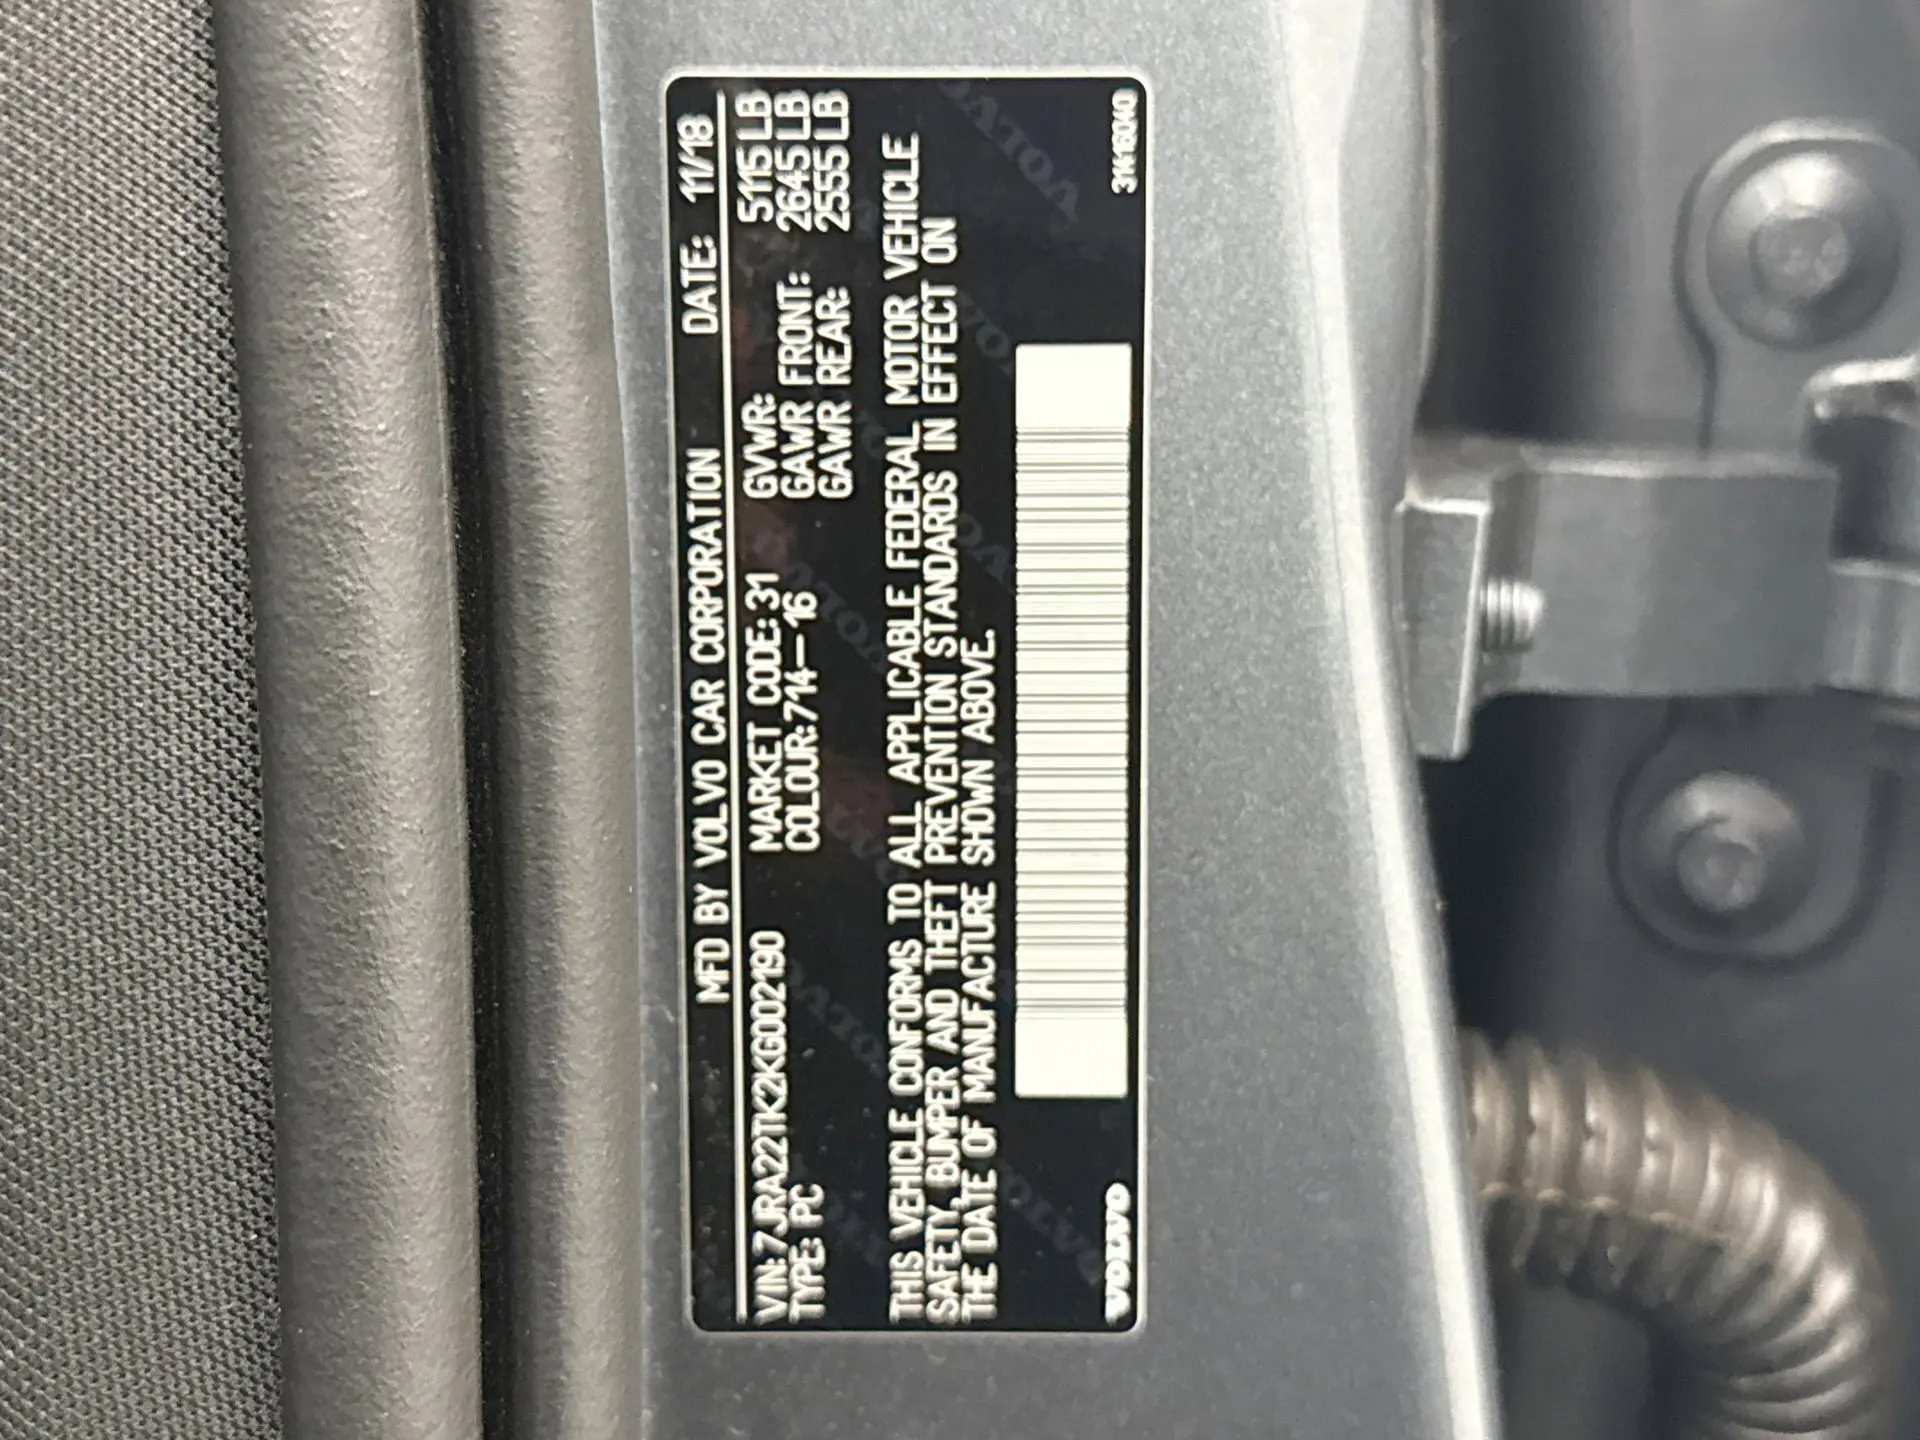 MFD BY VOLVO CAR CORPORATION DATE: 11/18
VIN: 7JRA22TK2KG002190 MARKET CODE: 31 GVWR: 5115 LB
TYPE: PC COLOUR: 714-16 GAWR FRONT: 2645 LB
GAWR REAR: 2555 LB
THIS VEHICLE CONFORMS TO ALL APPLICABLE FEDERAL MOTOR VEHICLE
SAFETY, BUMPER AND THEFT PREVENTION STANDARDS IN EFFECT ON
THE DATE OF MANUFACTURE SHOWN ABOVE.
VOLVO 31416040